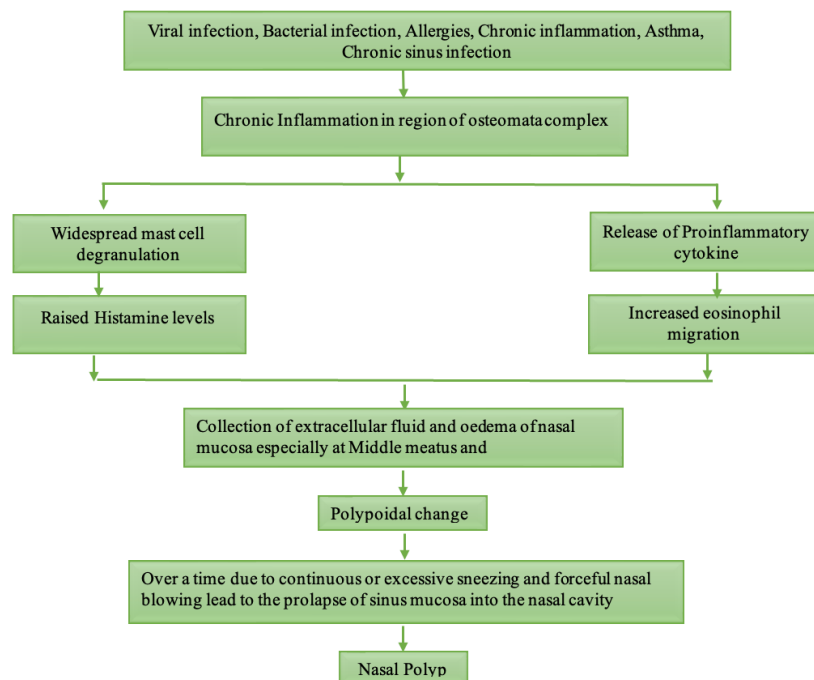 Viral infection, Bacterial infection, Allergies, Chronic inflammation, Asthma,
Chronic sinus infection
Chronic Inflammation in region of osteomata complex
Widespread mast cell
degranulation
Release of Proinflammatory
cytokine
Raised Histamine levels
Increased eosinophil
migration
Collection of extracellular fluid and oedema of nasal
mucosa especially at Middle meatus and
Polypoidal change
Over a time due to continuous or excessive sneezing and forceful nasal
blowing lead to the prolapse of sinus mucosa into the nasal cavity
Nasal Polyp